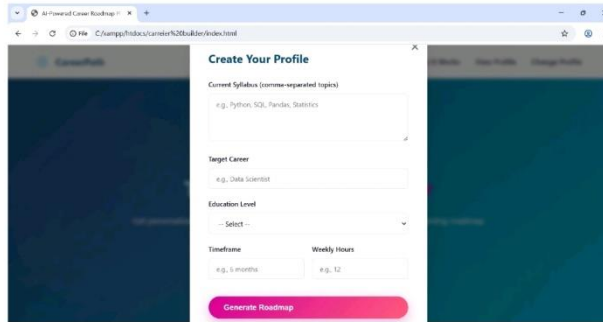 AI-Powered Career Roadmap
File C:/xampp/htdocs/carreier%20builder/index.html
CareerPath
View Profile Change Profile
Create Your Profile
Current Syllabus (comma-separated topics)
e.g., Python, SQL, Pandas, Statistics
Target Career
e.g., Data Scientist
Education Level
-- Select --
Timeframe Weekly Hours
e.g., 6 months e.g., 12
Generate Roadmap